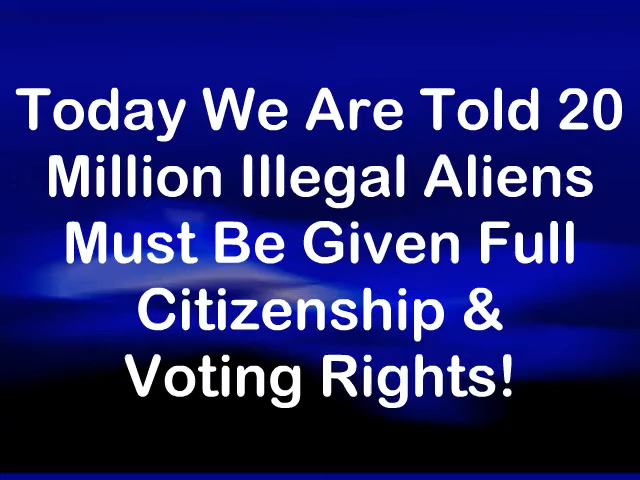 Today We Are Told 20
Million Illegal Aliens
Must Be Given Full
Citizenship &
Voting Rights!